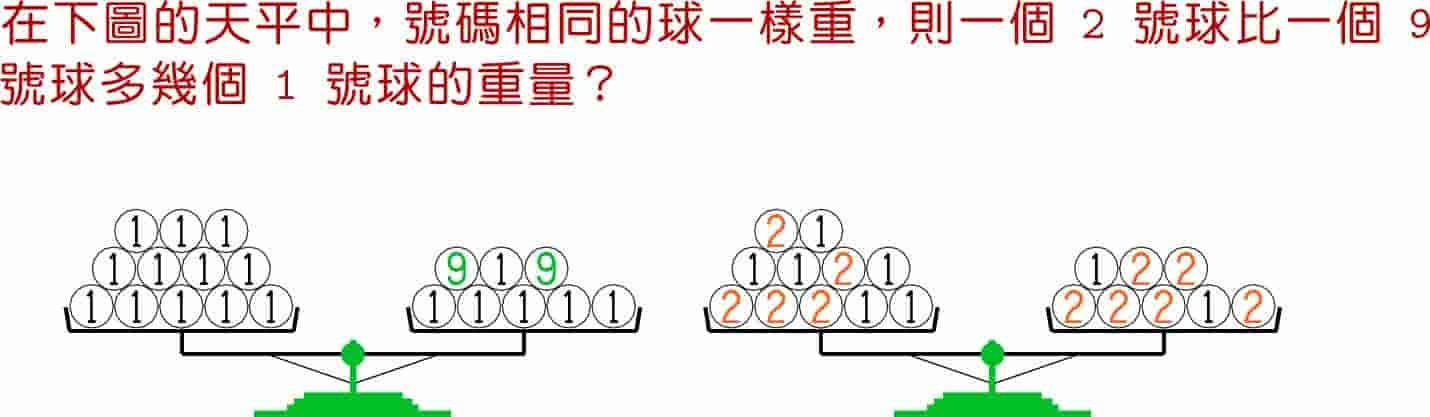 在下圖的天平中，號碼相同的球一樣重，則一個 2 號球比一個 9
號球多幾個 1 號球的重量？
1 1 1 2 1
1 1 1 1 9 1 9 1 1 2 1 1 2 2
1 1 1 1 1 1 1 1 1 1 2 2 2 1 1 2 2 2 1 2